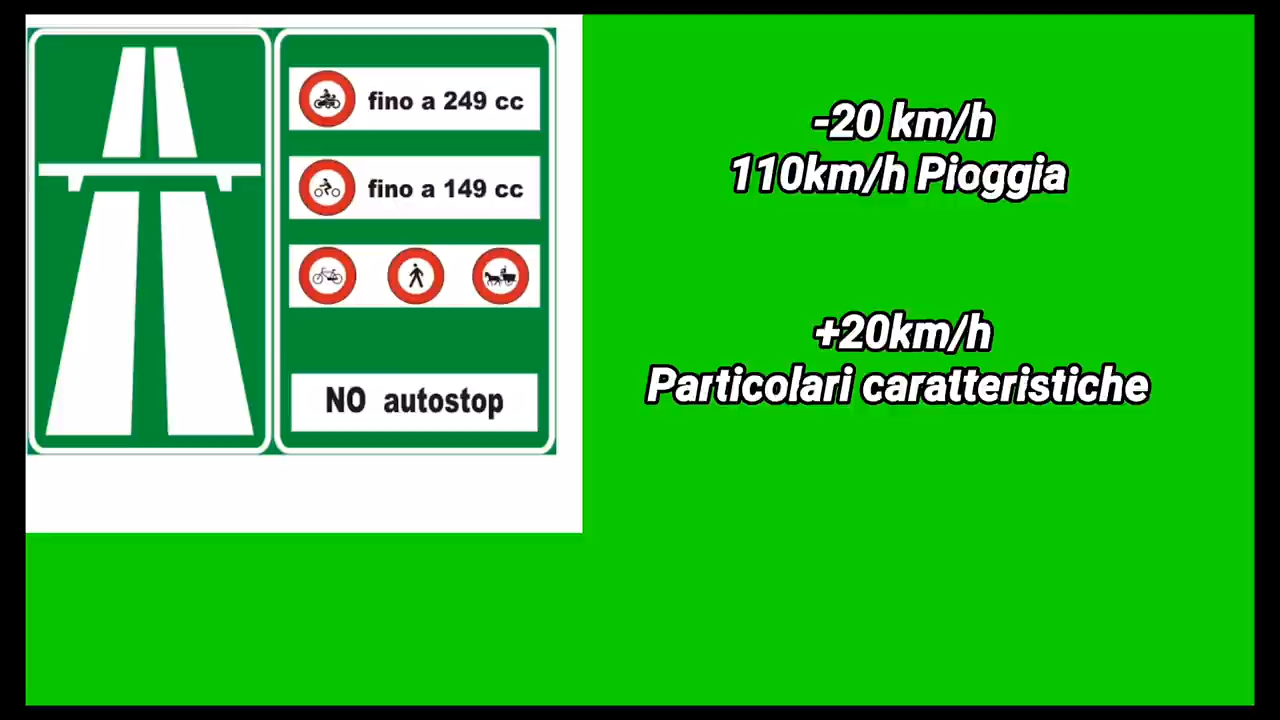 fino a 249 cc
fino a 149 cc
NO autostop
-20 km/h
110km/h Pioggia
+20km/h
Particolari caratteristiche